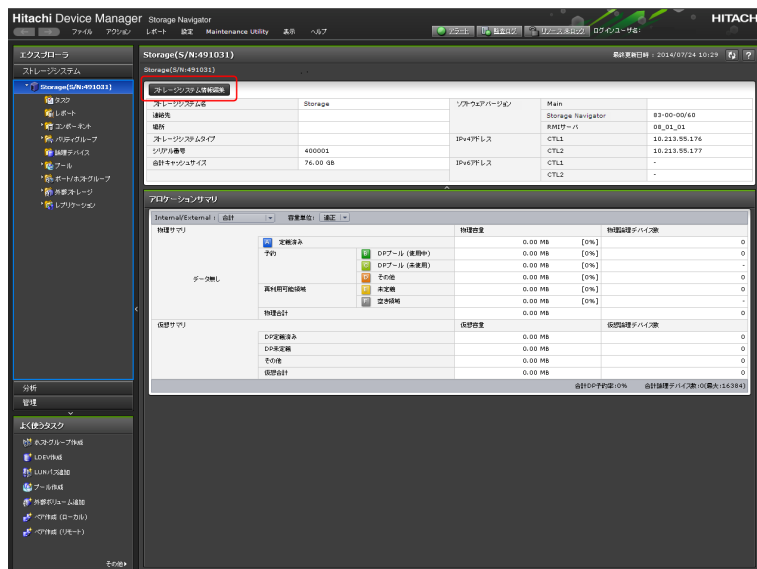 Hitachi Device Manager Storage Navigator
HITACH
ファイル アクション レポート 設定 Maintenance Utility 表示 ヘルプ
アラート 監査ログ リソース未ロック ログインユーザ名:
エクスプローラ
ストレージシステム
Storage(S/N:491031)
タスク
レポート
コンポーネント
パリティグループ
論理デバイス
プール
ポート/ホストグループ
外部ストレージ
レプリケーション
分析
管理
よく使うタスク
ホストグループ作成
LDEV作成
LUNパス追加
プール作成
外部ボリューム追加
ペア作成 (ローカル)
ペア作成 (リモート)
その他
Storage(S/N:491031)
最終更新日時 : 2014/07/24 10:29
Storage(S/N:491031)
ストレージシステム情報編集
ストレージシステム名 Storage ソフトウェアバージョン Main
連絡先 Storage Navigator 83-00-00/60
場所 RMIサーバ 08_01_01
ストレージシステムタイプ IPv4アドレス CTL1 10.213.55.176
シリアル番号 400001 CTL2 10.213.55.177
合計キャッシュサイズ 76.00 GB IPv6アドレス CTL1 -
CTL2 -
アロケーションサマリ
Internal/External : 合計 容量単位: 適正
物理サマリ 物理容量 物理論理デバイス数
データ無し
定義済み 0.00 MB [0%] 0
予約 DPプール (使用中) 0.00 MB [0%] 0
DPプール (未使用) 0.00 MB [0%] -
その他 0.00 MB [0%] 0
再利用可能領域 未定義 0.00 MB [0%] 0
空き領域 0.00 MB [0%] -
物理合計 0.00 MB 0
仮想サマリ 仮想容量 仮想論理デバイス数
DP定義済み 0.00 MB 0
DP未定義 0.00 MB 0
その他 0.00 MB 0
仮想合計 0.00 MB 0
合計DP予約率:0% 合計論理デバイス数:0(最大:16384)